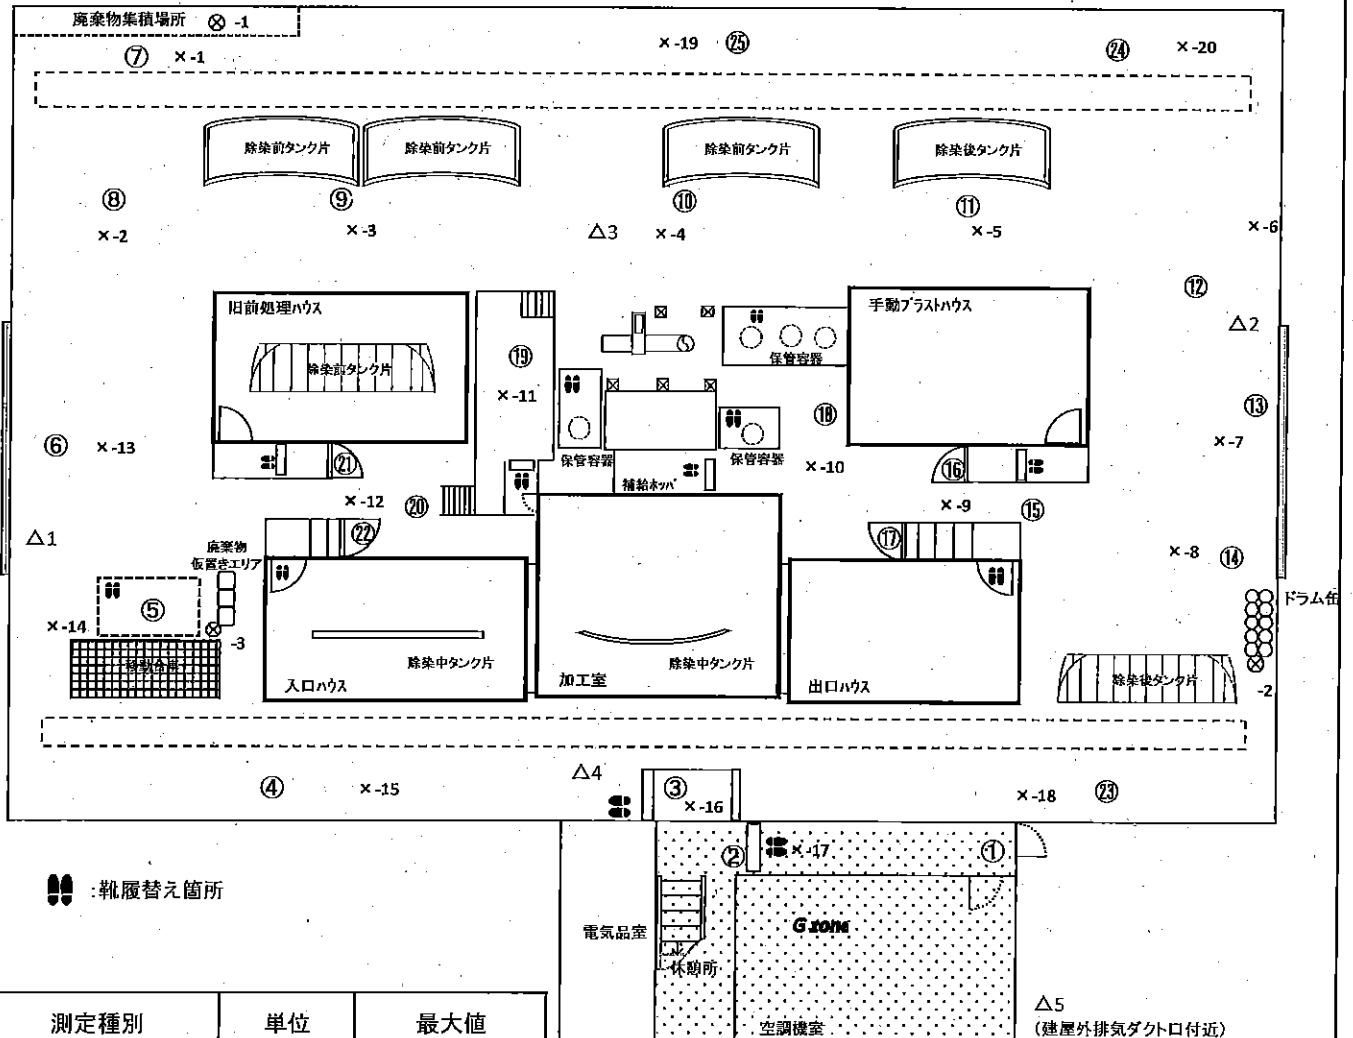 廃棄物集積場所 ⊗ -1
⑦ ×-1
×-19 ㉕
㉔ ×-20
除染前タンク片
除染前タンク片
除染前タンク片
除染後タンク片
⑧
⑨
⑩
⑪
×-2
×-3
△3
×-4
×-5
×-6
⑫
△2
旧前処理ハウス
除染前タンク片
⑲
×-11
保管容器
手動ブラストハウス
⑬
⑱
×-7
⑥ ×-13
㉑
保管容器
補給ホッパ
保管容器
×-10
⑯
×-12
⑳
×-9
⑮
△1
㉒
⑰
×-8
⑭
廃棄物
仮置きエリア
⑤
×-14
⊗
-3
移動台車
除染中タンク片
入口ハウス
除染中タンク片
加工室
出口ハウス
ドラム缶
除染後タンク片
⊗
-2
④ ×-15
△4
③
×-16
×-18 ㉓
②
×-17
①
:靴履替え箇所
電気品室
G zone
休憩所
空調機室
△5
(建屋外排気ダクト口付近)
測定種別 単位 最大値